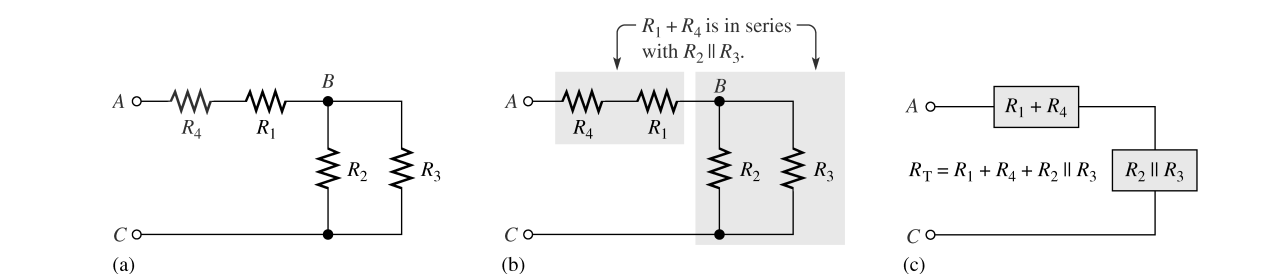 R1 + R4 is in series
with R2 || R3.
A
R4
R1
B
R2
R3
C
(a)
A
R4
R1
B
R2
R3
C
(b)
A
R1 + R4
RT = R1 + R4 + R2 || R3
R2 || R3
C
(c)